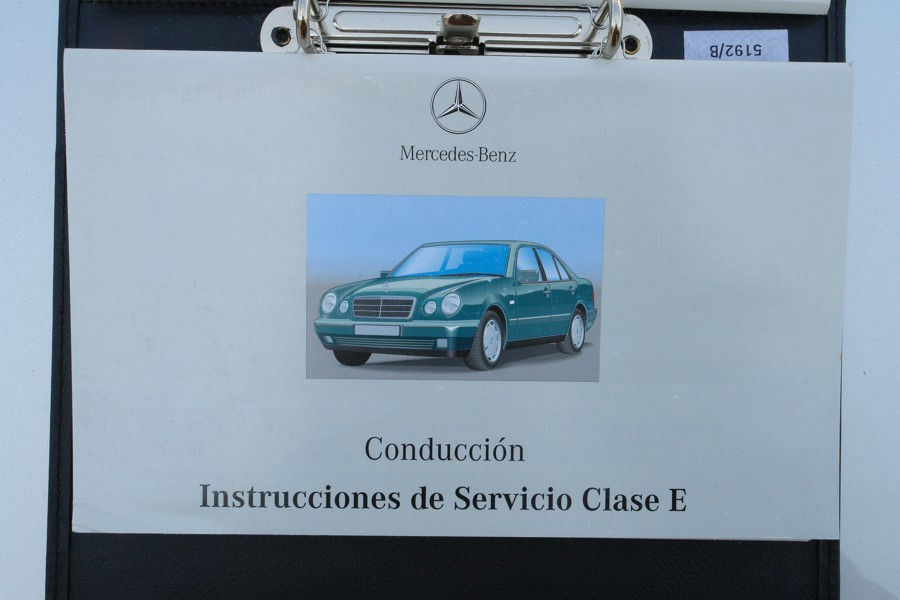 5192/B
Mercedes-Benz
Conducción
Instrucciones de Servicio Clase E